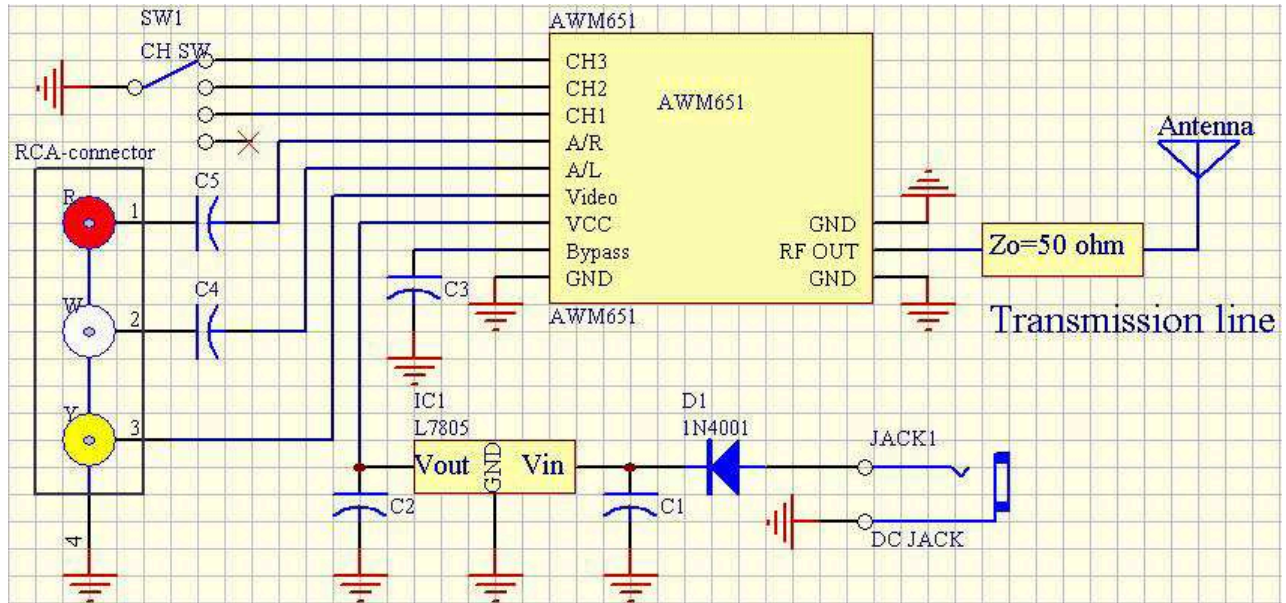 SW1
AWM651
CH SW
CH3
CH2
AWM651
CH1
A/R
Antenna
RCA-connector
A/L
C5
R
1
Video
VCC
GND
Bypass
RF OUT
Zo=50 ohm
GND
GND
C4
C3
W
2
AWM651
Transmission line
IC1
D1
L7805
1N4001
Y
3
JACK1
Vout
GND
Vin
C2
C1
4
DC JACK